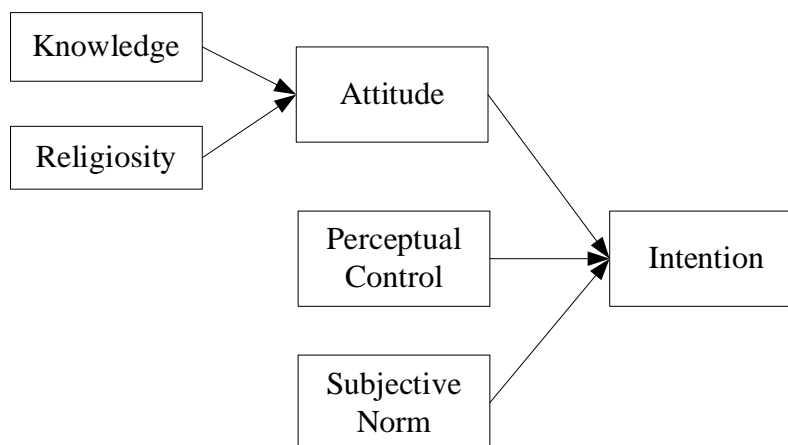 Knowledge
Attitude
Religiosity
Perceptual
Control
Intention
Subjective
Norm